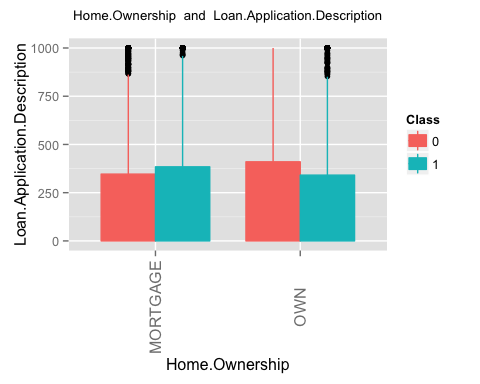 Home.Ownership and Loan.Application.Description
Loan.Application.Description
1000
750
500
250
0
MORTGAGE
OWN
Home.Ownership
Class
0
1